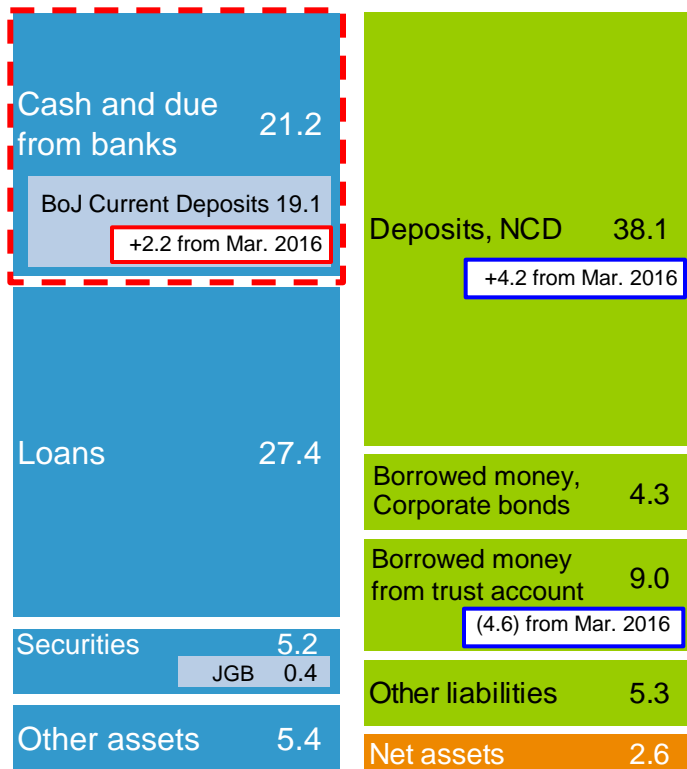 Cash and due
from banks 21.2
BoJ Current Deposits 19.1
+2.2 from Mar. 2016
Loans 27.4
Securities 5.2
JGB 0.4
Other assets 5.4
Deposits, NCD 38.1
+4.2 from Mar. 2016
Borrowed money,
Corporate bonds 4.3
Borrowed money
from trust account 9.0
(4.6) from Mar. 2016
Other liabilities 5.3
Net assets 2.6